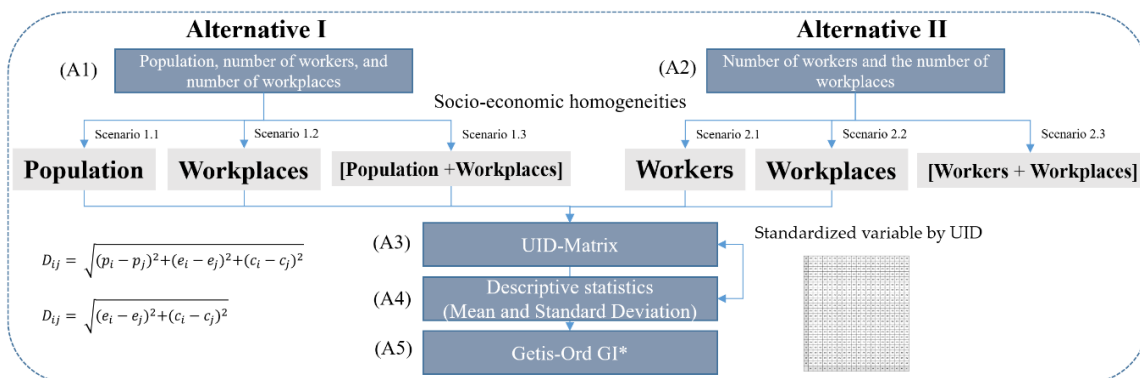 Alternative I
Alternative II
(A1)
Population, number of workers, and
number of workplaces
(A2)
Number of workers and the number of
workplaces
Socio-economic homogeneities
Scenario 1.1
Scenario 1.2
Scenario 1.3
Scenario 2.1
Scenario 2.2
Scenario 2.3
Population
Workplaces
[Population +Workplaces]
Workers
Workplaces
[Workers + Workplaces]
(A3)
UID-Matrix
Standardized variable by UID
D_{ij} = √((p_i − p_j)²+(e_i − e_j)²+(c_i − c_j)²)
(A4)
Descriptive statistics
(Mean and Standard Deviation)
D_{ij} = √((e_i − e_j)²+(c_i − c_j)²)
(A5)
Getis-Ord GI*